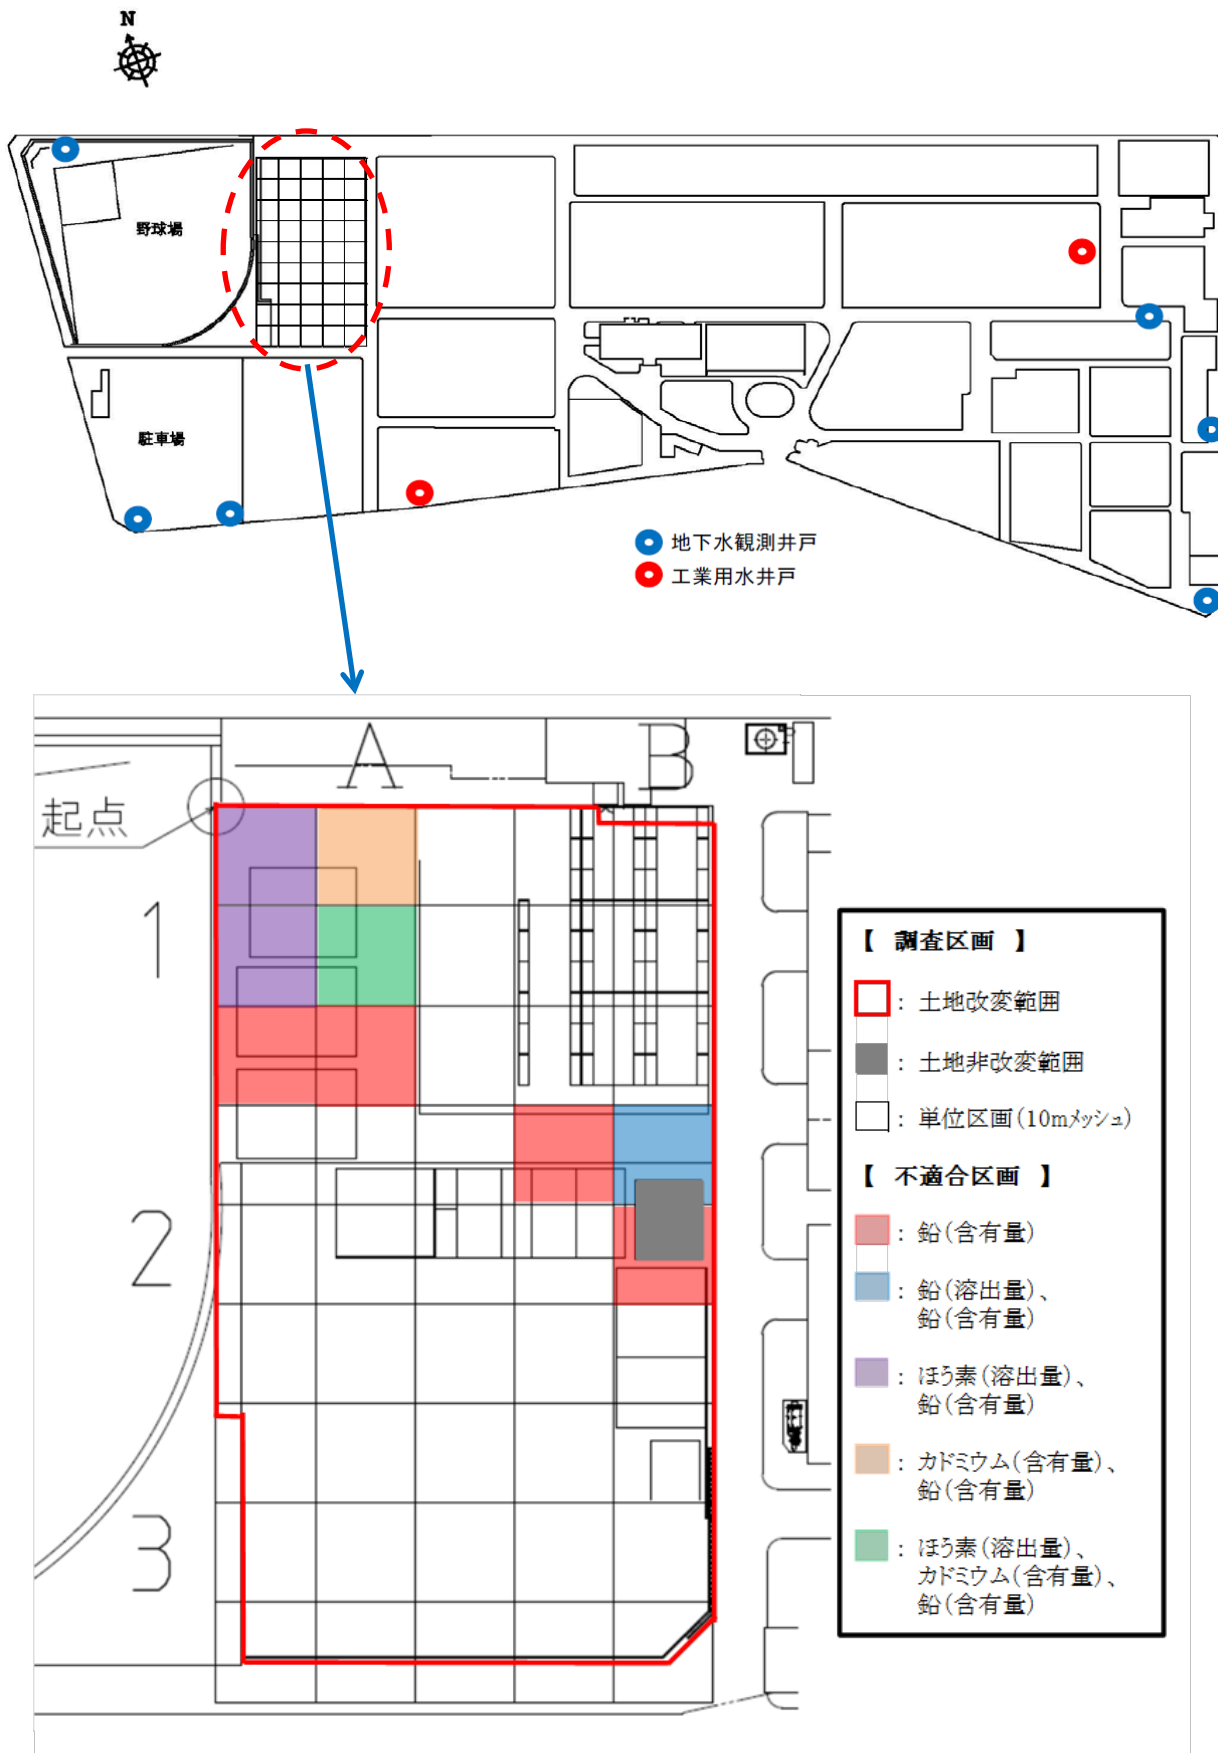 N
野球場
駐車場
地下水観測井戸
工業用水井戸
A
B
起点
1
2
3
【 調査区画 】
: 土地改変範囲
: 土地非改変範囲
: 単位区画(10mメッシュ)
【 不適合区画 】
: 鉛(含有量)
: 鉛(溶出量)、
鉛(含有量)
: ほう素(溶出量)、
鉛(含有量)
: カドミウム(含有量)、
鉛(含有量)
: ほう素(溶出量)、
カドミウム(含有量)、
鉛(含有量)